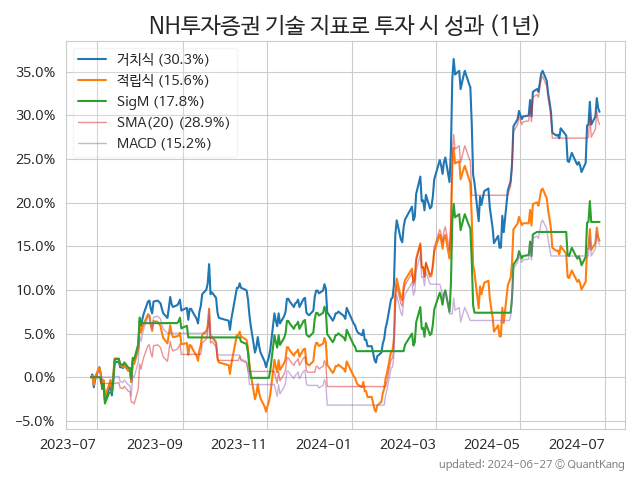 NH투자증권 기술 지표로 투자 시 성과 (1년)
거치식 (30.3%)
적립식 (15.6%)
SigM (17.8%)
SMA(20) (28.9%)
MACD (15.2%)
35.0%
30.0%
25.0%
20.0%
15.0%
10.0%
5.0%
0.0%
−5.0%
2023−07 2023−09 2023−11 2024−01 2024−03 2024−05 2024−07
updated: 2024−06−27 ⓒ QuantKang